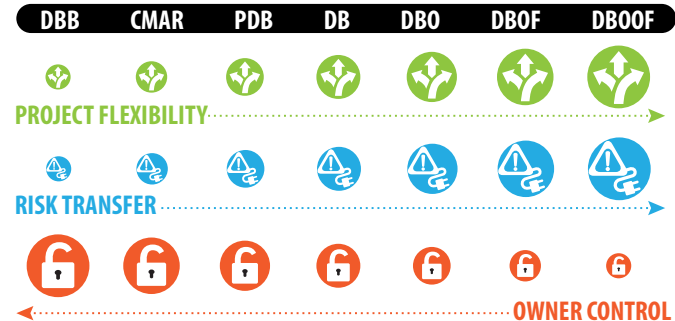 DBB CMAR PDB DB DBO DBOF DBOOF
PROJECT FLEXIBILITY
RISK TRANSFER
OWNER CONTROL